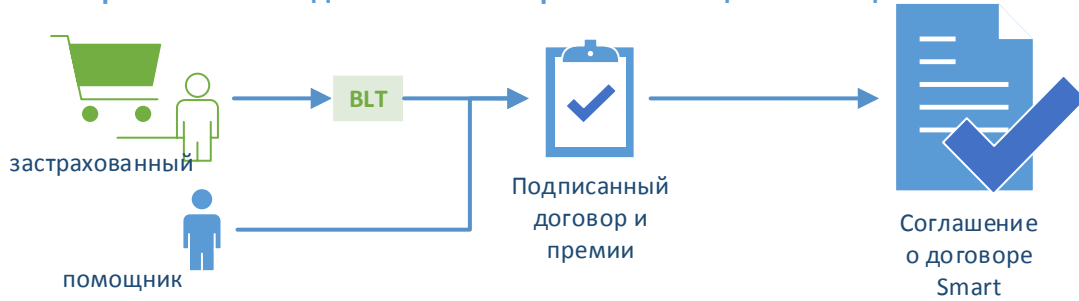 BLT
застрахованный
помощник
Подписанный
договор и
премии
Соглашение
о договоре
Smart